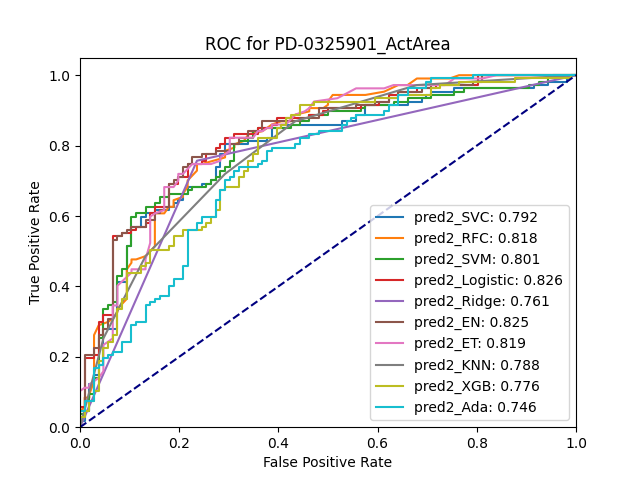 ROC for PD-0325901_ActArea
1.0
0.8
0.6
0.4
0.2
0.0
True Positive Rate
pred2_SVC: 0.792
pred2_RFC: 0.818
pred2_SVM: 0.801
pred2_Logistic: 0.826
pred2_Ridge: 0.761
pred2_EN: 0.825
pred2_ET: 0.819
pred2_KNN: 0.788
pred2_XGB: 0.776
pred2_Ada: 0.746
0.0 0.2 0.4 0.6 0.8 1.0
False Positive Rate